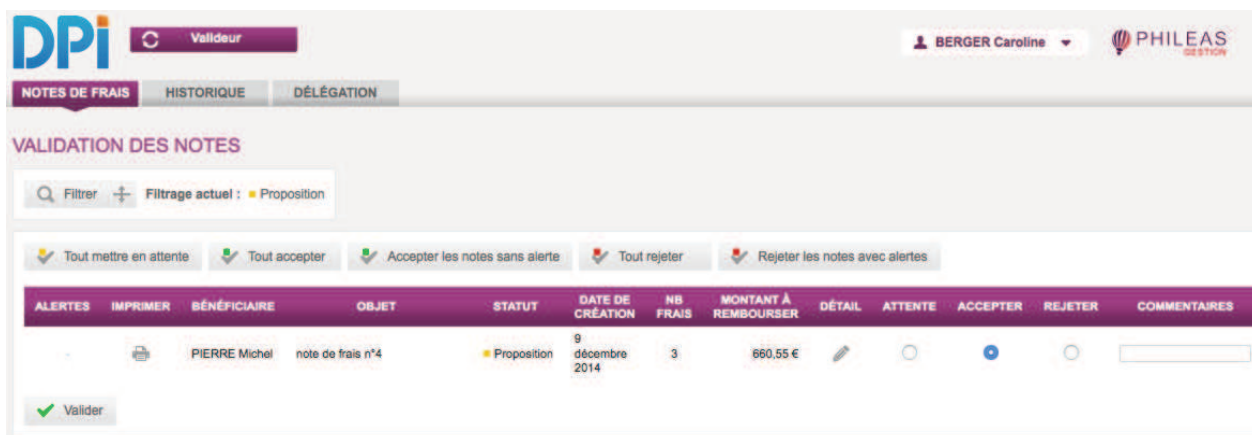 DPi Valideur BERGER Caroline PHILEAS
GESTION
NOTES DE FRAIS HISTORIQUE DÉLÉGATION
VALIDATION DES NOTES
Filtrer Filtrage actuel : Proposition
Tout mettre en attente Tout accepter Accepter les notes sans alerte Tout rejeter Rejeter les notes avec alertes
ALERTES IMPRIMER BÉNÉFICIAIRE OBJET STATUT DATE DE CRÉATION NB FRAIS MONTANT À REMBOURSER DÉTAIL ATTENTE ACCEPTER REJETER COMMENTAIRES
- PIERRE Michel note de frais n°4 Proposition 9 décembre 2014 3 660,55 €
Valider